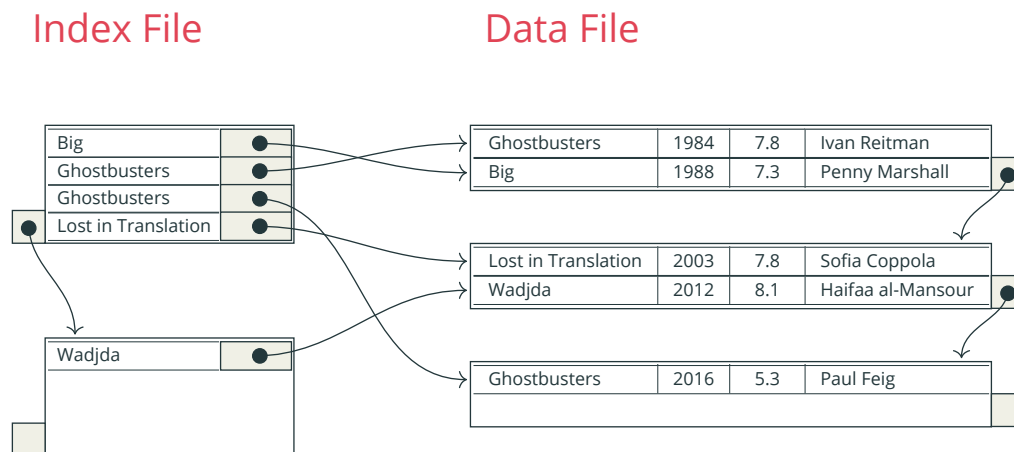 Index File
Data File
Big
Ghostbusters
Ghostbusters
Lost in Translation
Wadjda
Ghostbusters 1984 7.8 Ivan Reitman
Big 1988 7.3 Penny Marshall
Lost in Translation 2003 7.8 Sofia Coppola
Wadjda 2012 8.1 Haifaa al-Mansour
Ghostbusters 2016 5.3 Paul Feig